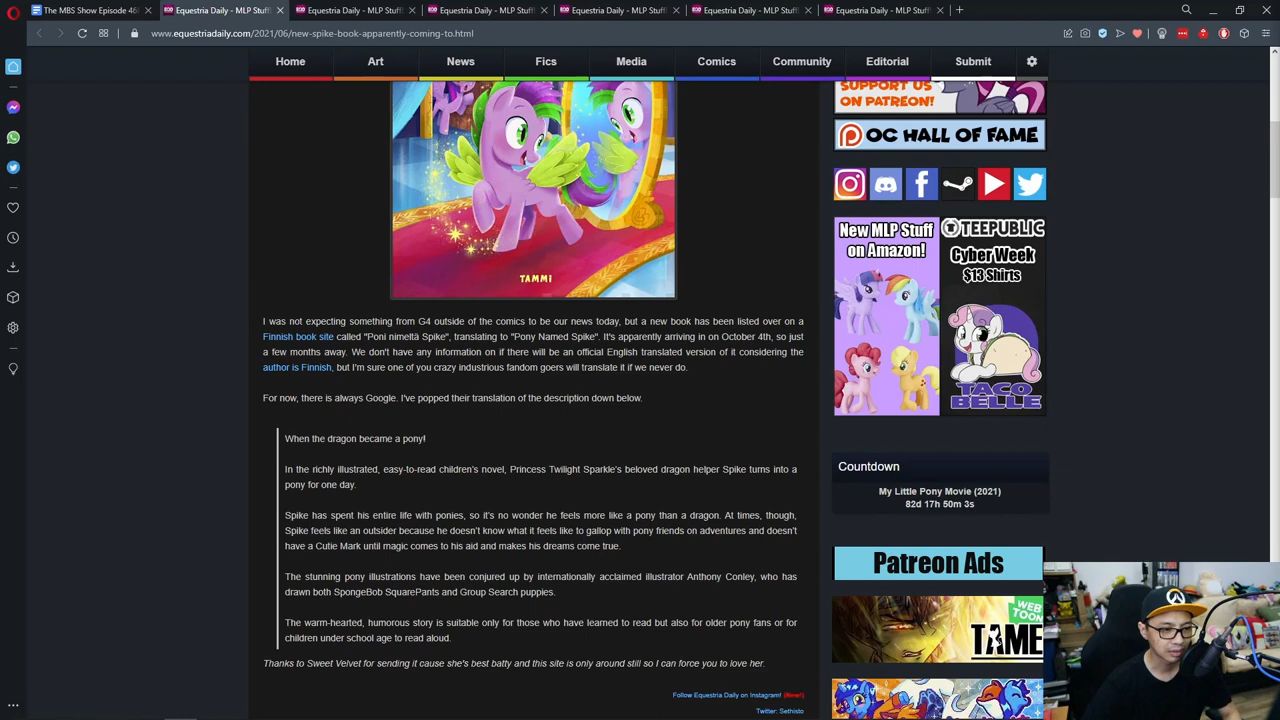 The MBS Show Episode 460
Equestria Daily - MLP Stuff!
Equestria Daily - MLP Stuff!
Equestria Daily - MLP Stuff!
Equestria Daily - MLP Stuff!
Equestria Daily - MLP Stuff!
Equestria Daily - MLP Stuff!
www.equestriadaily.com/2021/06/new-spike-book-apparently-coming-to.html
Home
Art
News
Fics
Media
Comics
Community
Editorial
Submit
SUPPORT US
ON PATREON!
OC HALL OF FAME
TAMMI
New MLP Stuff
on Amazon!
TEEPUBLIC
Cyber Week
$13 Shirts
TACO
BELLE
I was not expecting something from G4 outside of the comics to be our news today, but a new book has been listed over on a
Finnish book site called "Poni nimeltä Spike", translating to "Pony Named Spike". It's apparently arriving in on October 4th, so just
a few months away. We don't have any information on if there will be an official English translated version of it considering the
author is Finnish, but I'm sure one of you crazy industrious fandom goers will translate it if we never do.
For now, there is always Google. I've popped their translation of the description down below.
When the dragon became a pony!
In the richly illustrated, easy-to-read children's novel, Princess Twilight Sparkle's beloved dragon helper Spike turns into a
pony for one day.
Spike has spent his entire life with ponies, so it's no wonder he feels more like a pony than a dragon. At times, though,
Spike feels like an outsider because he doesn't know what it feels like to gallop with pony friends on adventures and doesn't
have a Cutie Mark until magic comes to his aid and makes his dreams come true.
The stunning pony illustrations have been conjured up by internationally acclaimed illustrator Anthony Conley, who has
drawn both SpongeBob SquarePants and Group Search puppies.
The warm-hearted, humorous story is suitable only for those who have learned to read but also for older pony fans or for
children under school age to read aloud.
Thanks to Sweet Velvet for sending it cause she's best batty and this site is only around still so I can force you to love her.
Follow Equestria Daily on Instagram! (New!)
Twitter: Sethisto
Countdown
My Little Pony Movie (2021)
82d 17h 50m 3s
Patreon Ads
WEB
TOON
TAME